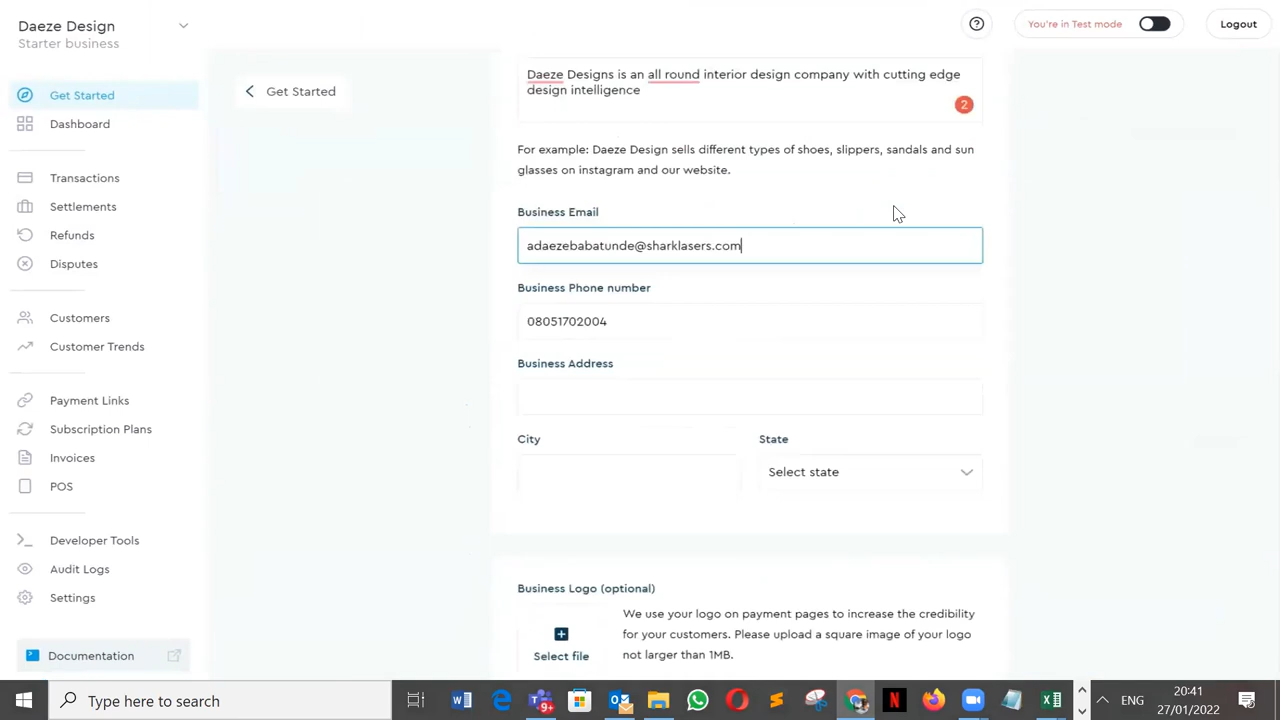 Daeze Design
Starter business
You're in Test mode
Logout
Get Started
Dashboard
Transactions
Settlements
Refunds
Disputes
Customers
Customer Trends
Payment Links
Subscription Plans
Invoices
POS
Developer Tools
Audit Logs
Settings
Documentation
Get Started
Daeze Designs is an all round interior design company with cutting edge
design intelligence
2
For example: Daeze Design sells different types of shoes, slippers, sandals and sun
glasses on instagram and our website.
Business Email
adaezebabatunde@sharklasers.com
Business Phone number
08051702004
Business Address
City
State
Select state
Business Logo (optional)
We use your logo on payment pages to increase the credibility
for your customers. Please upload a square image of your logo
not larger than 1MB.
Select file
Type here to search
9+
ENG
20:41
27/01/2022